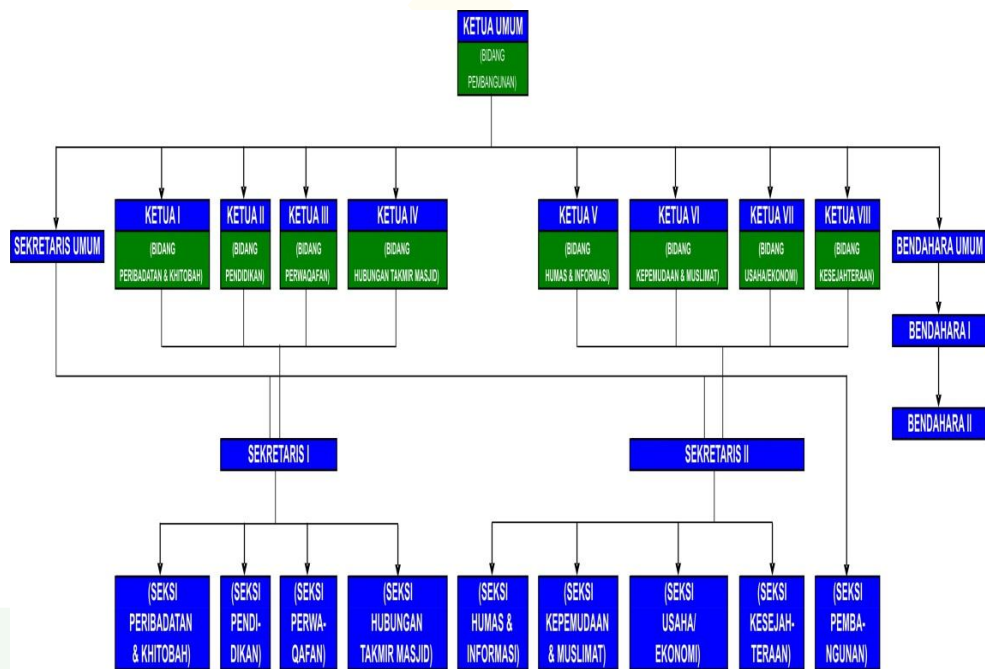 KETUA UMUM
(BIDANG
PEMBANGUNAN)
KETUA I
(BIDANG
PERIBADATAN & KHITOBAH)
KETUA II
(BIDANG
PENDIDIKAN)
KETUA III
(BIDANG
PERWAQAFAN)
KETUA IV
(BIDANG
HUBUNGAN TAKMIR MASJID)
KETUA V
(BIDANG
HUMAS & INFORMASI)
KETUA VI
(BIDANG
KEPEMUDAAN & MUSLIMAT)
KETUA VII
(BIDANG
USAHA/EKONOMI)
KETUA VIII
(BIDANG
KESEJAHTERAAN)
SEKRETARIS UMUM
BENDAHARA UMUM
BENDAHARA I
BENDAHARA II
SEKRETARIS I
SEKRETARIS II
(SEKSI
PERIBADATAN
& KHITOBAH)
(SEKSI
PENDI-
DIKAN)
(SEKSI
PERWA-
QAFAN)
(SEKSI
HUBUNGAN
TAKMIR MASJID)
(SEKSI
HUMAS &
INFORMASI)
(SEKSI
KEPEMUDAAN
& MUSLIMAT)
(SEKSI
USAHA/
EKONOMI)
(SEKSI
KESEJAH-
TERAAN)
(SEKSI
PEMBA-
NGUNAN)